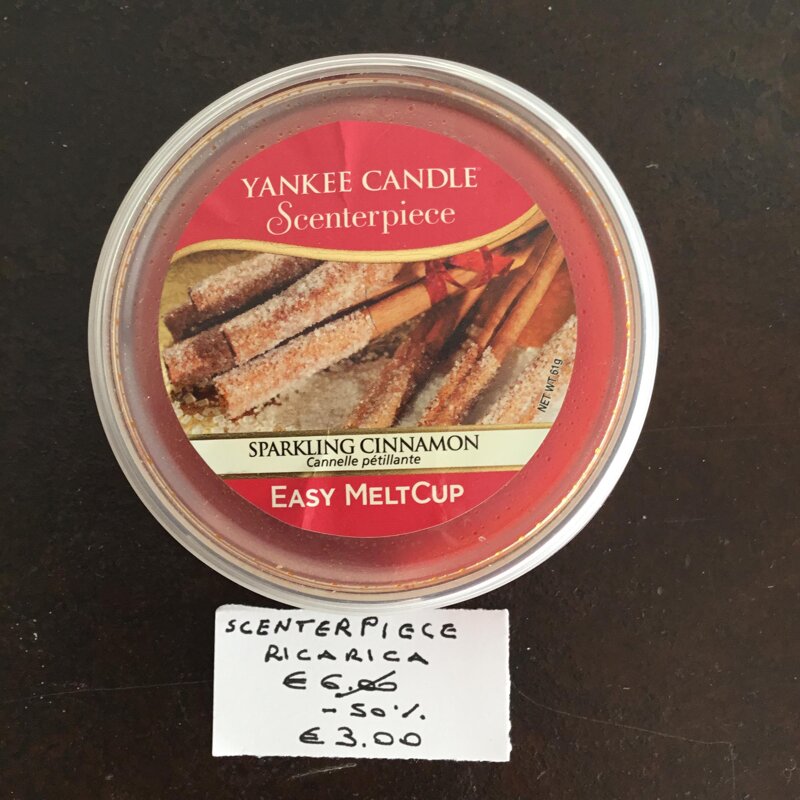 YANKEE CANDLE
Scenterpiece
NET WT. 61g
SPARKLING CINNAMON
Cannelle pétillante
EASY MELTCUP
SCENTERPIECE
RICARICA
€ 6.00
- 50%
€ 3.00